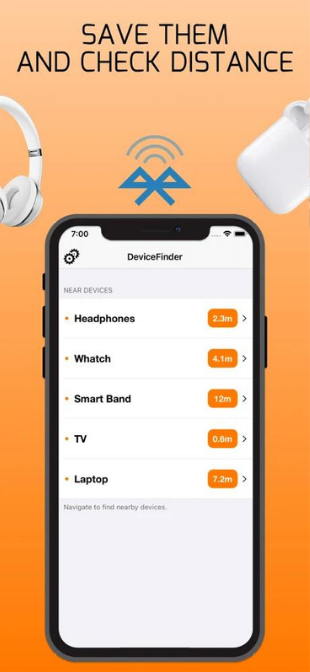 SAVE THEM
AND CHECK DISTANCE
7:00
DeviceFinder
NEAR DEVICES
Headphones 2.3m
Whatch 4.1m
Smart Band 12m
TV 0.6m
Laptop 7.2m
Navigate to find nearby devices.